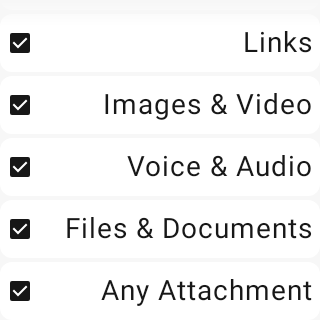 Links
Images & Video
Voice & Audio
Files & Documents
Any Attachment